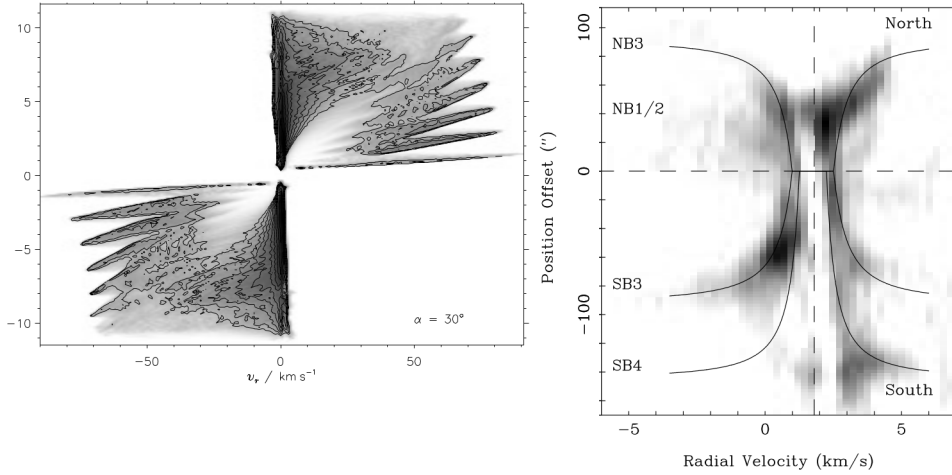 10
5
0
-5
-10
-50
0
50
α = 30°
v_r / km s⁻¹
100
0
-100
Position Offset (")
NB3
NB1/2
SB3
SB4
North
South
-5
0
5
Radial Velocity (km/s)